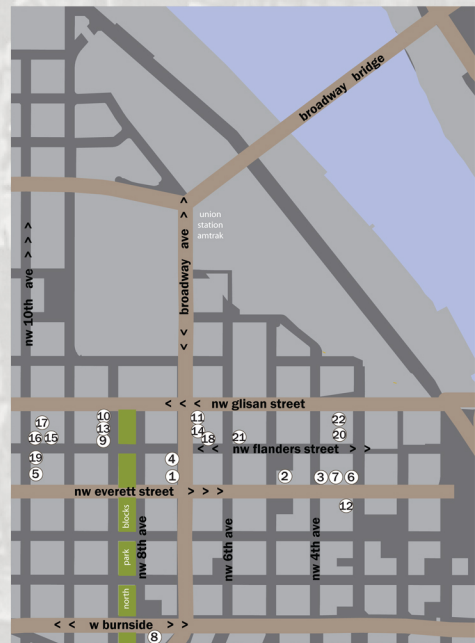 broadway bridge
union
station
amtrak
nw 10th ave > > >
< < broadway ave >
< < < nw glisan street
17
10
11
22
16 15
13
14
18
21
20
9
< < nw flanders street > >
19
4
5
1
2
3 7 6
nw everett street > > >
12
north park blocks
nw 8th ave
nw 6th ave
nw 4th ave
< < w burnside > >
8